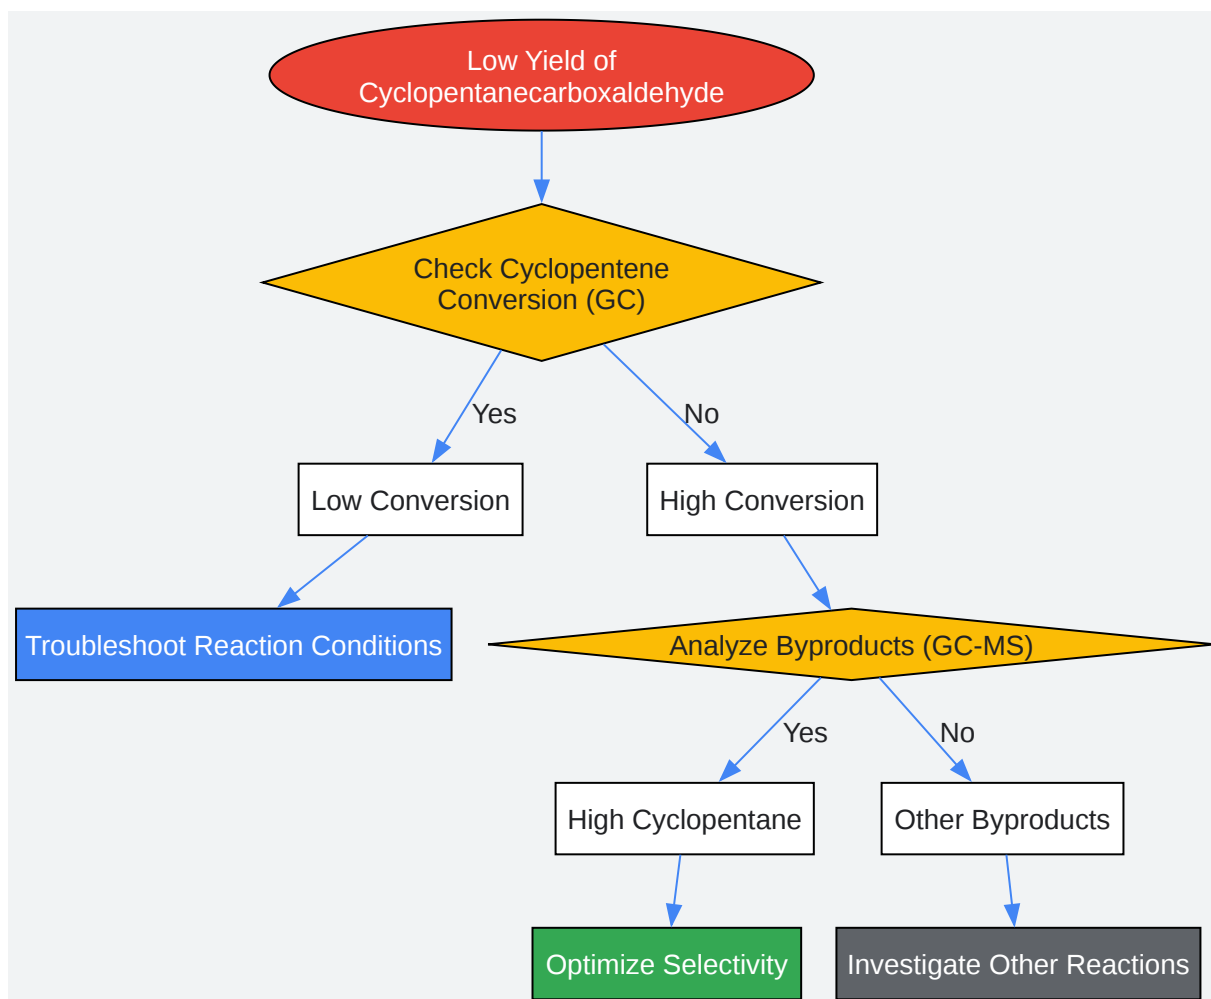 Low Yield of
Cyclopentanecarboxaldehyde
Check Cyclopentene
Conversion (GC)
Yes
No
Low Conversion
High Conversion
Troubleshoot Reaction Conditions
Analyze Byproducts (GC-MS)
Yes
No
High Cyclopentane
Other Byproducts
Optimize Selectivity
Investigate Other Reactions